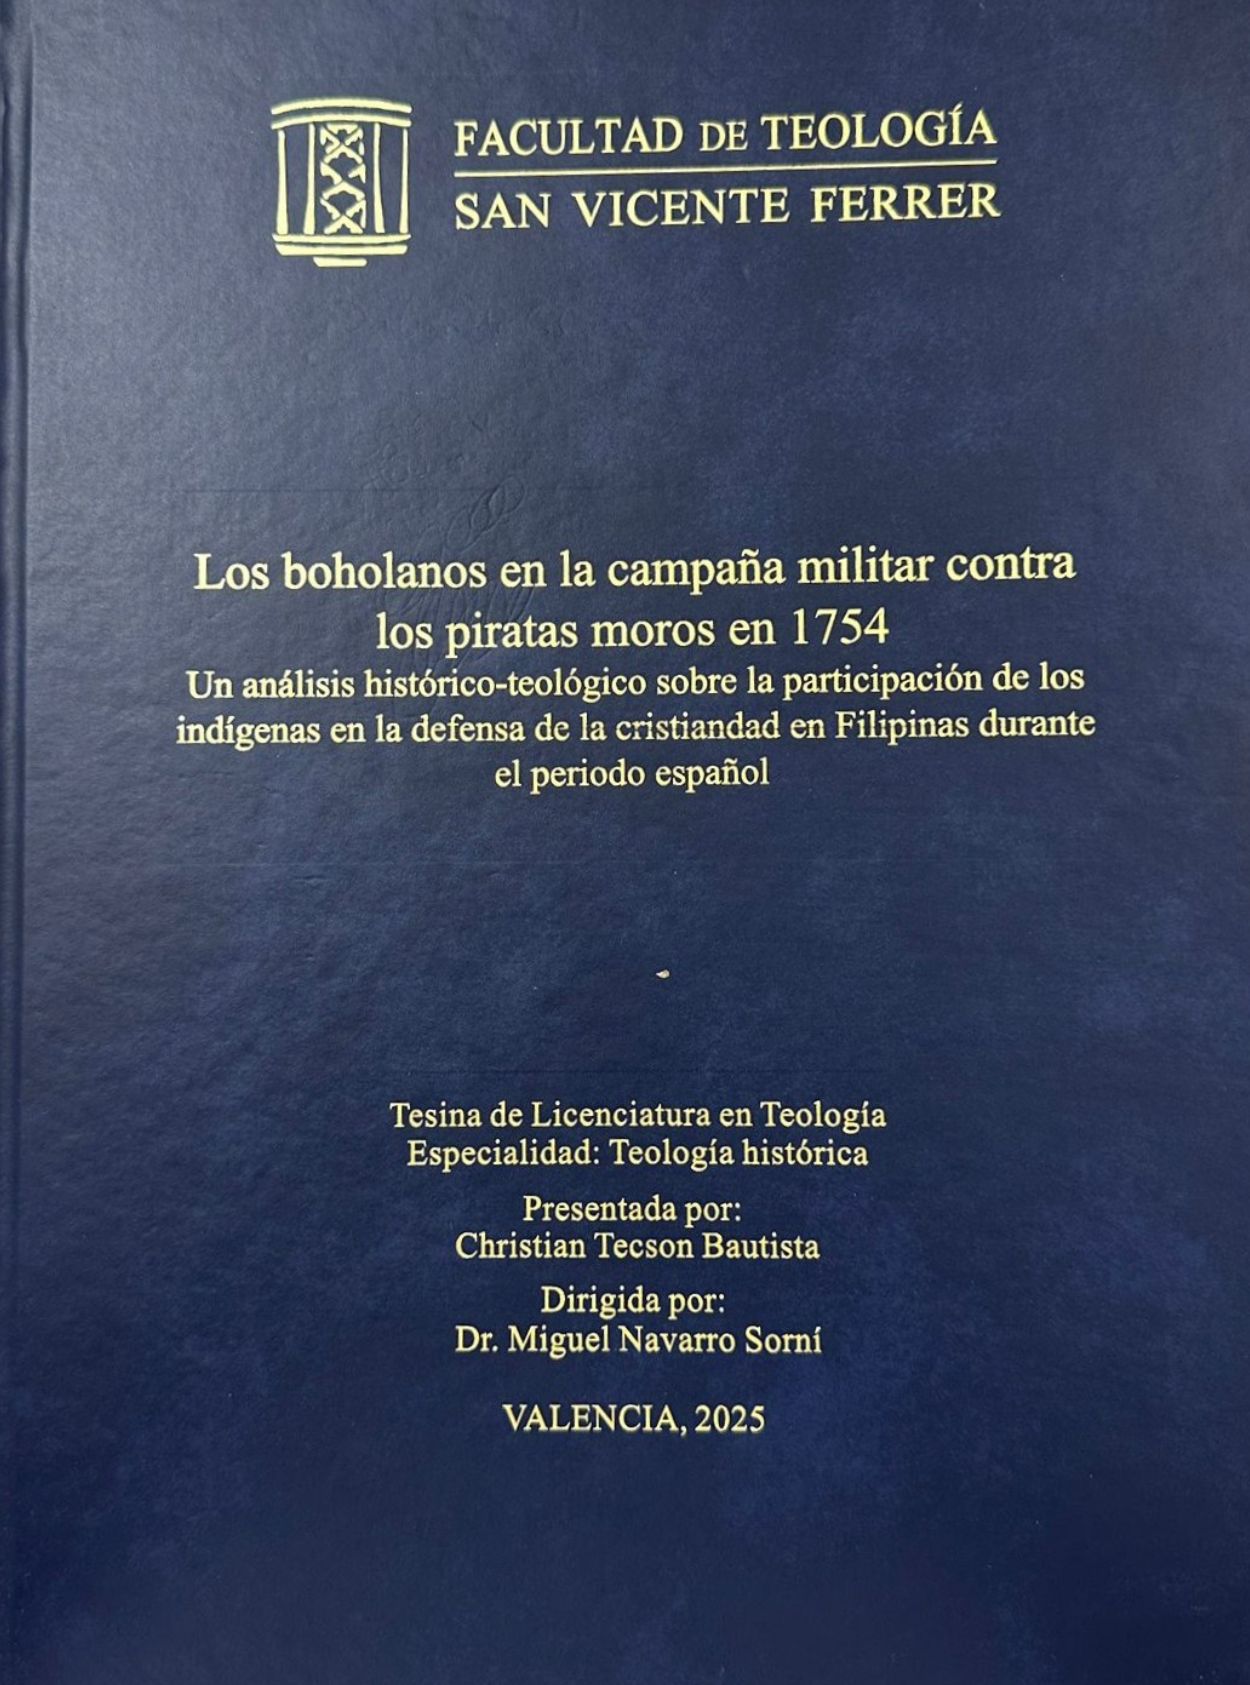 FACULTAD DE TEOLOGÍA
SAN VICENTE FERRER
Los boholanos en la campaña militar contra
los piratas moros en 1754
Un análisis histórico-teológico sobre la participación de los
indígenas en la defensa de la cristiandad en Filipinas durante
el periodo español
Tesina de Licenciatura en Teología
Especialidad: Teología histórica
Presentada por:
Christian Tecson Bautista
Dirigida por:
Dr. Miguel Navarro Sorní
VALENCIA, 2025